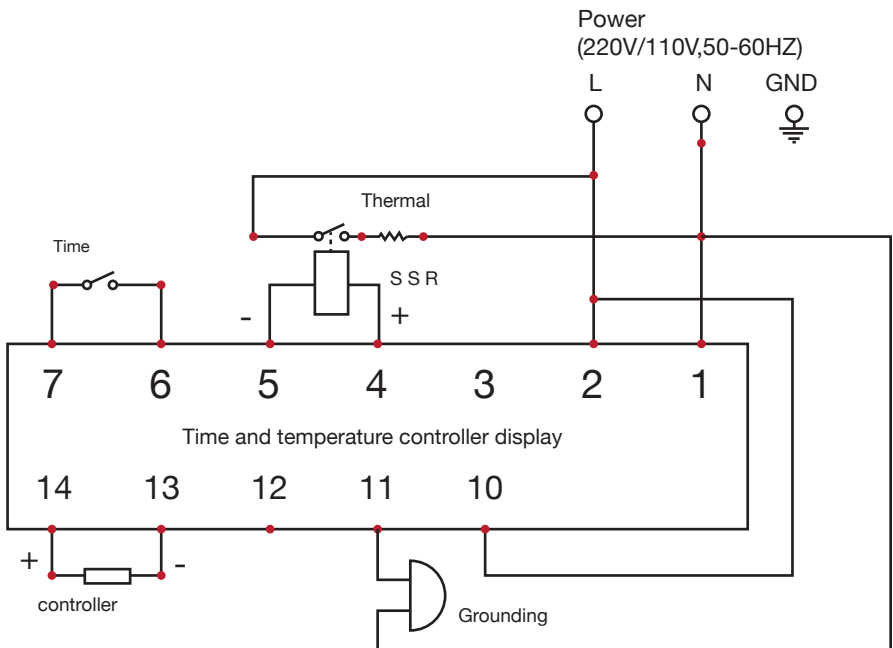 Power
(220V/110V,50-60HZ)
L N GND
Thermal
Time
S S R
- +
7 6 5 4 3 2 1
Time and temperature controller display
14 13 12 11 10
+ -
controller
Grounding